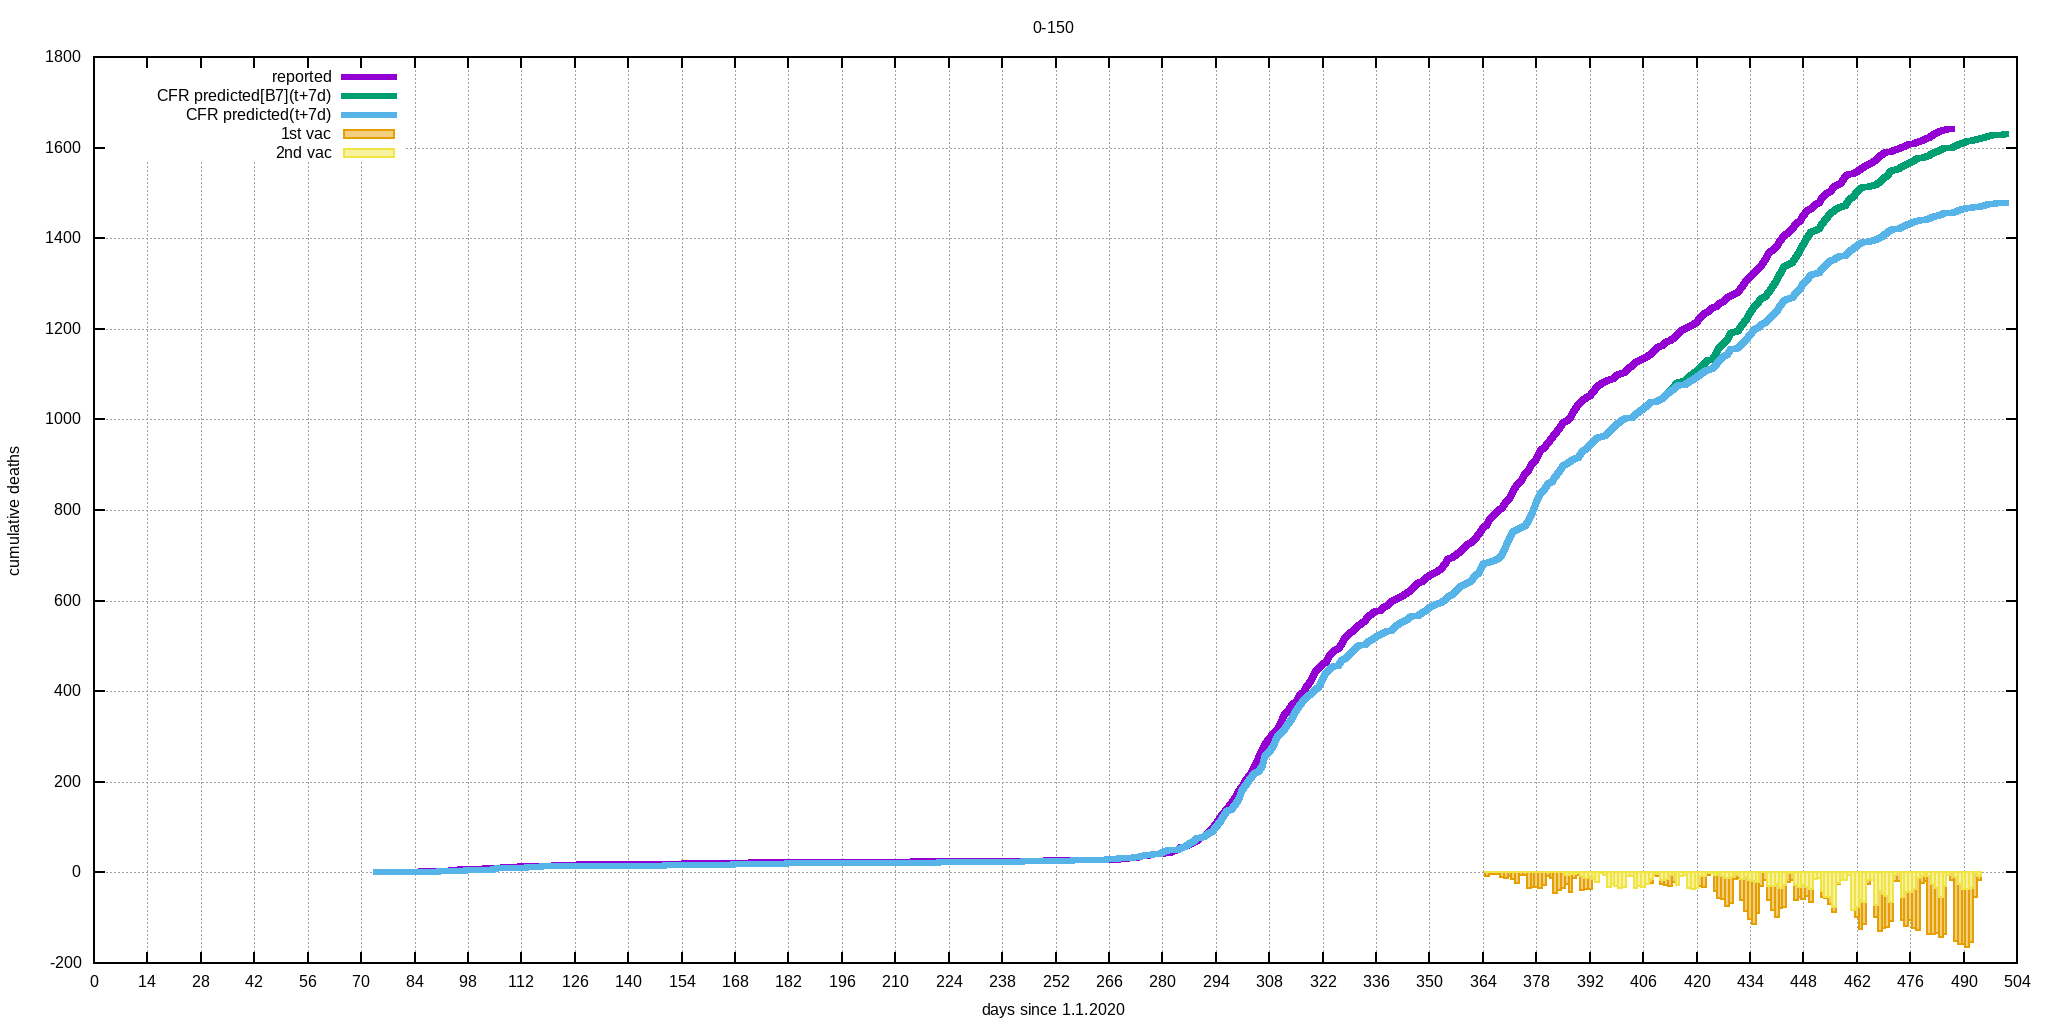 0-150
1800
1600
1400
1200
1000
800
600
400
200
0
-200
cumulative deaths
reported
CFR predicted[B7](t+7d)
CFR predicted(t+7d)
1st vac
2nd vac
0 14 28 42 56 70 84 98 112 126 140 154 168 182 196 210 224 238 252 266 280 294 308 322 336 350 364 378 392 406 420 434 448 462 476 490 504
days since 1.1.2020